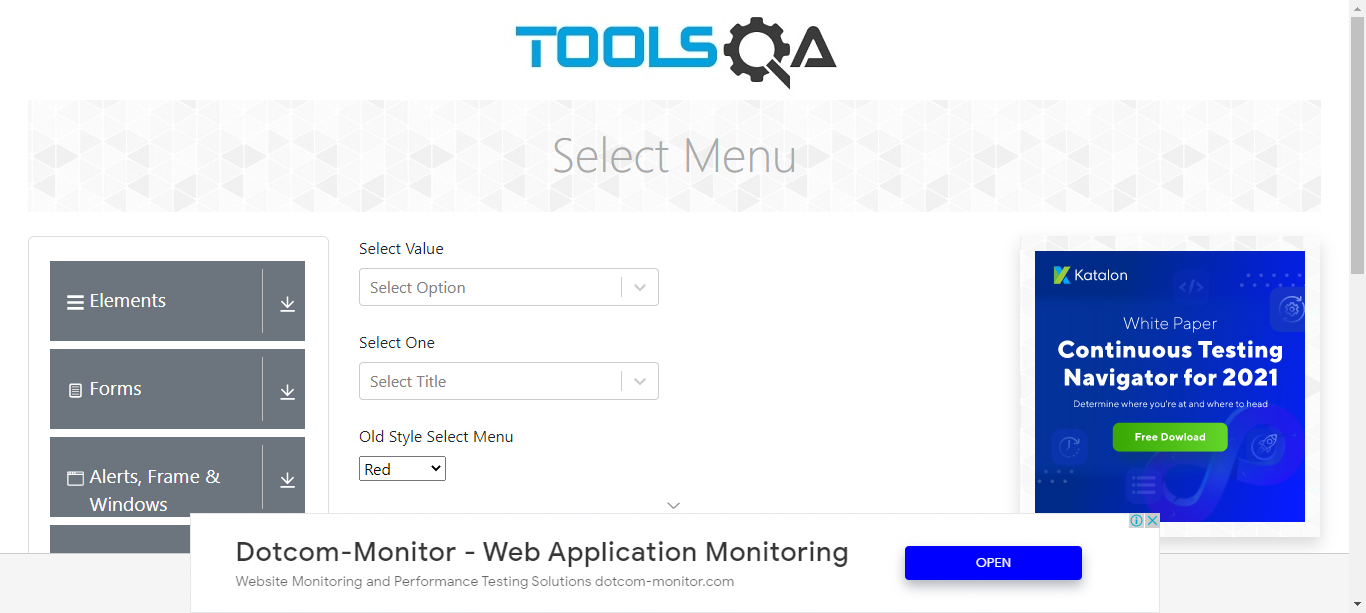 TOOLSQA
Select Menu
Elements
Forms
Alerts, Frame &
Windows
Select Value
Select Option
Select One
Select Title
Old Style Select Menu
Red
Katalon
White Paper
Continuous Testing
Navigator for 2021
Determine where you're at and where to head
Free Dowload
Dotcom-Monitor - Web Application Monitoring
Website Monitoring and Performance Testing Solutions dotcom-monitor.com
OPEN